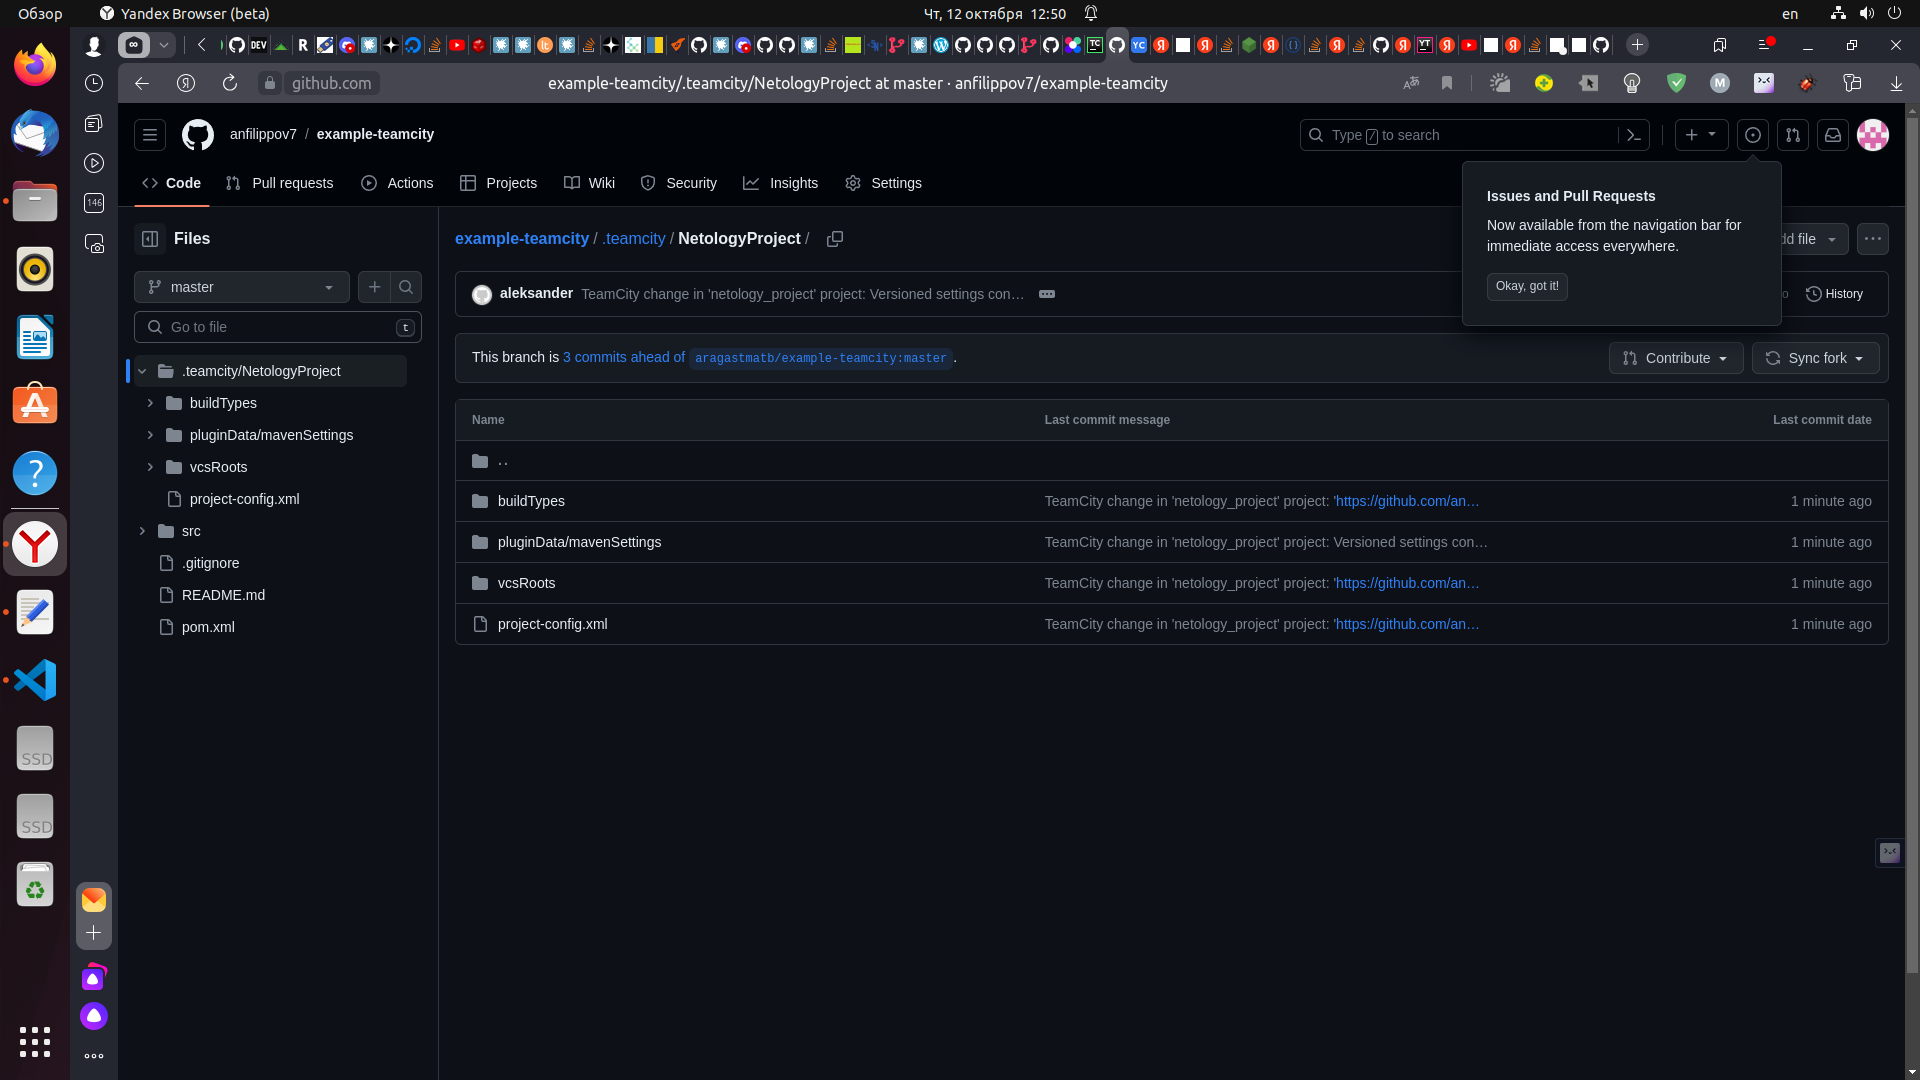 Обзор
Yandex Browser (beta)
Чт, 12 октября 12:50
en
DEV
R
It
TC
YC
Я
YT
github.com
example-teamcity/.teamcity/NetologyProject at master · anfilippov7/example-teamcity
146
anfilippov7 / example-teamcity
Type / to search
Code
Pull requests
Actions
Projects
Wiki
Security
Insights
Settings
Issues and Pull Requests
Now available from the navigation bar for
immediate access everywhere.
Okay, got it!
Files
example-teamcity / .teamcity / NetologyProject /
dd file
master
aleksander TeamCity change in 'netology_project' project: Versioned settings con…
o
History
Go to file
t
This branch is 3 commits ahead of aragastmatb/example-teamcity:master .
Contribute
Sync fork
.teamcity/NetologyProject
buildTypes
pluginData/mavenSettings
vcsRoots
project-config.xml
src
.gitignore
README.md
pom.xml
Name
Last commit message
Last commit date
..
buildTypes
TeamCity change in 'netology_project' project: 'https://github.com/an…
1 minute ago
pluginData/mavenSettings
TeamCity change in 'netology_project' project: Versioned settings con…
1 minute ago
vcsRoots
TeamCity change in 'netology_project' project: 'https://github.com/an…
1 minute ago
project-config.xml
TeamCity change in 'netology_project' project: 'https://github.com/an…
1 minute ago
SSD
SSD